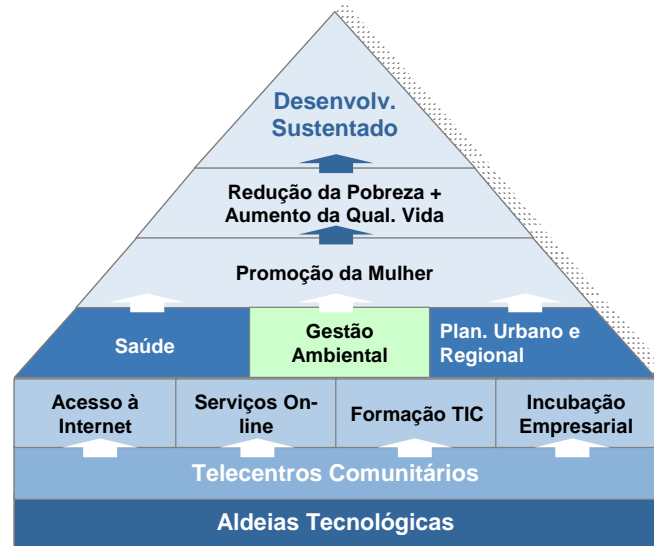 Desenvolv.
Sustentado
Redução da Pobreza +
Aumento da Qual. Vida
Promoção da Mulher
Saúde
Gestão
Ambiental
Plan. Urbano e
Regional
Acesso à
Internet
Serviços On-
line
Formação TIC
Incubação
Empresarial
Telecentros Comunitários
Aldeias Tecnológicas